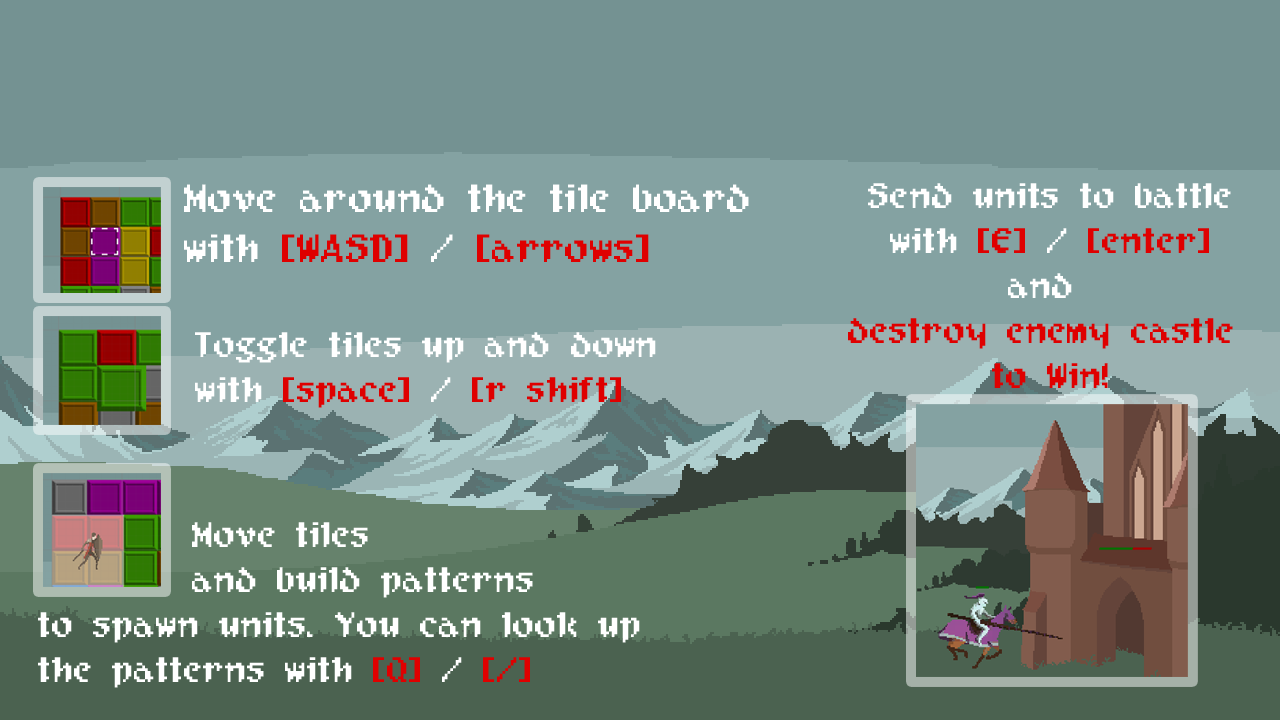 Move around the tile board
with [WASD] / [arrows]
Toggle tiles up and down
with [space] / [r shift]
Move tiles
and build patterns
to spawn units. You can look up
the patterns with [Q] / [/]
Send units to battle
with [E] / [enter]
and
destroy enemy castle
to Win!